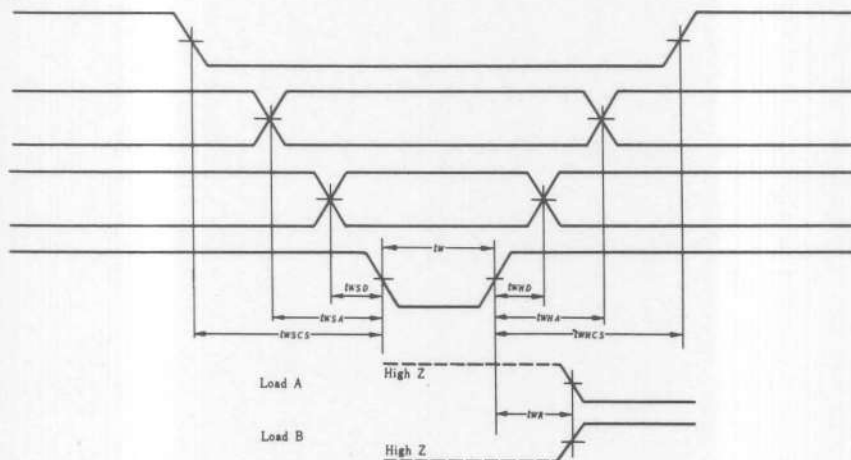 tW
tWSD
tWHD
tWSA
tWHA
tWSCS
tWHCS
High Z
Load A
tWR
Load B
High Z